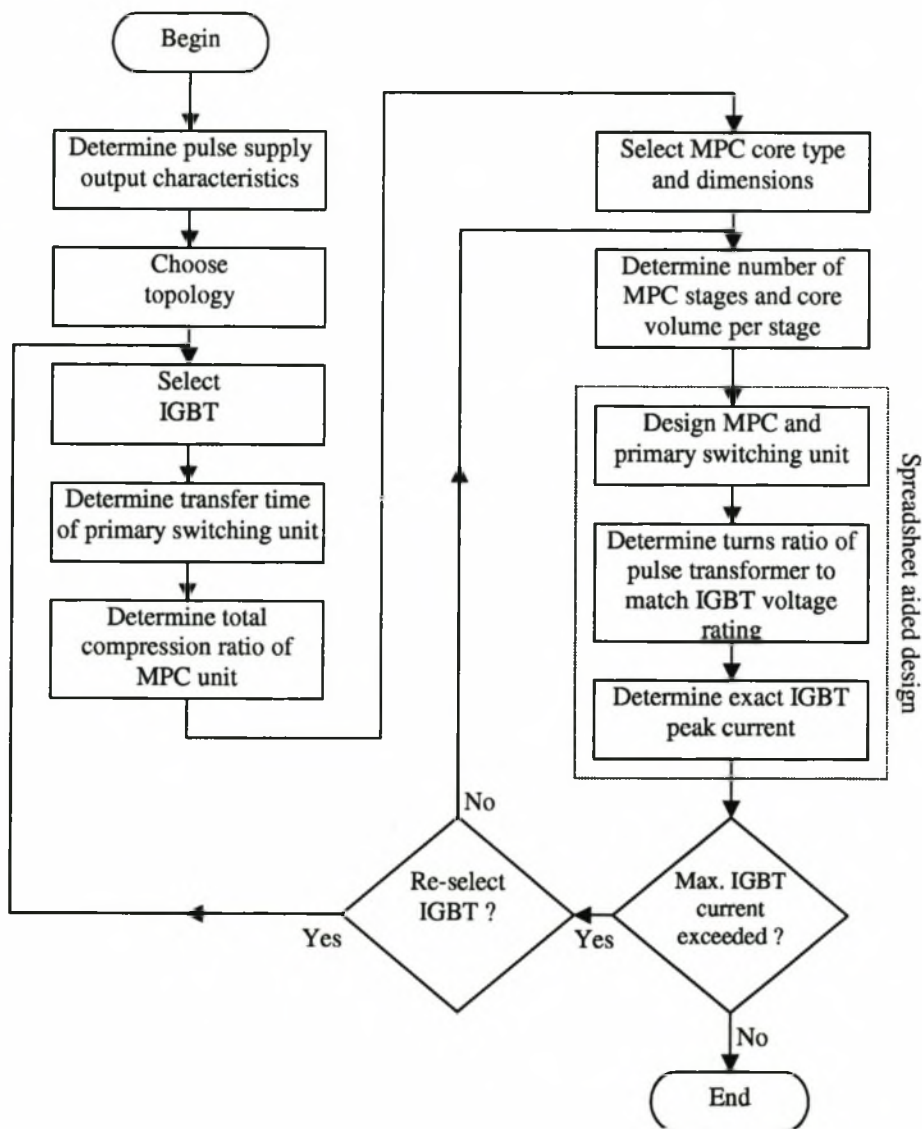 Begin
Determine pulse supply
output characteristics
Choose
topology
Select
IGBT
Determine transfer time
of primary switching unit
Determine total
compression ratio of
MPC unit
Select MPC core type
and dimensions
Determine number of
MPC stages and core
volume per stage
Design MPC and
primary switching unit
Determine turns ratio of
pulse transformer to
match IGBT voltage
rating
Determine exact IGBT
peak current
Spreadsheet aided design
Max. IGBT
current
exceeded ?
Yes
No
Re-select
IGBT ?
Yes
No
End